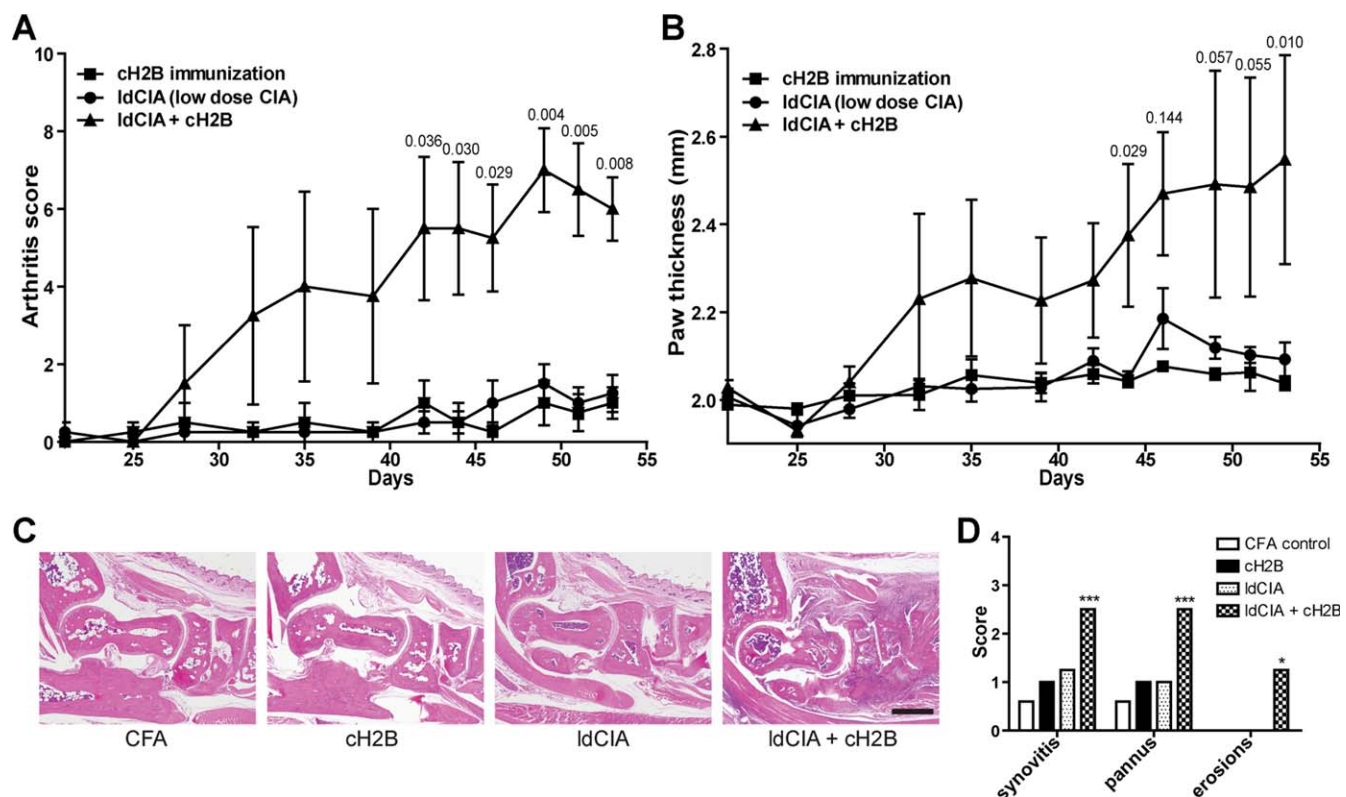 A
Arthritis score
10
8
6
4
2
0
cH2B immunization
ldCIA (low dose CIA)
ldCIA + cH2B
0.036
0.030
0.029
0.004
0.005
0.008
25
30
35
40
45
50
55
Days
B
Paw thickness (mm)
2.8
2.6
2.4
2.2
2.0
cH2B immunization
ldCIA (low dose CIA)
ldCIA + cH2B
0.029
0.144
0.057
0.055
0.010
25
30
35
40
45
50
55
Days
C
CFA
cH2B
ldCIA
ldCIA + cH2B
D
Score
4
3
2
1
0
CFA control
cH2B
ldCIA
ldCIA + cH2B
***
***
*
synovitis
pannus
erosions